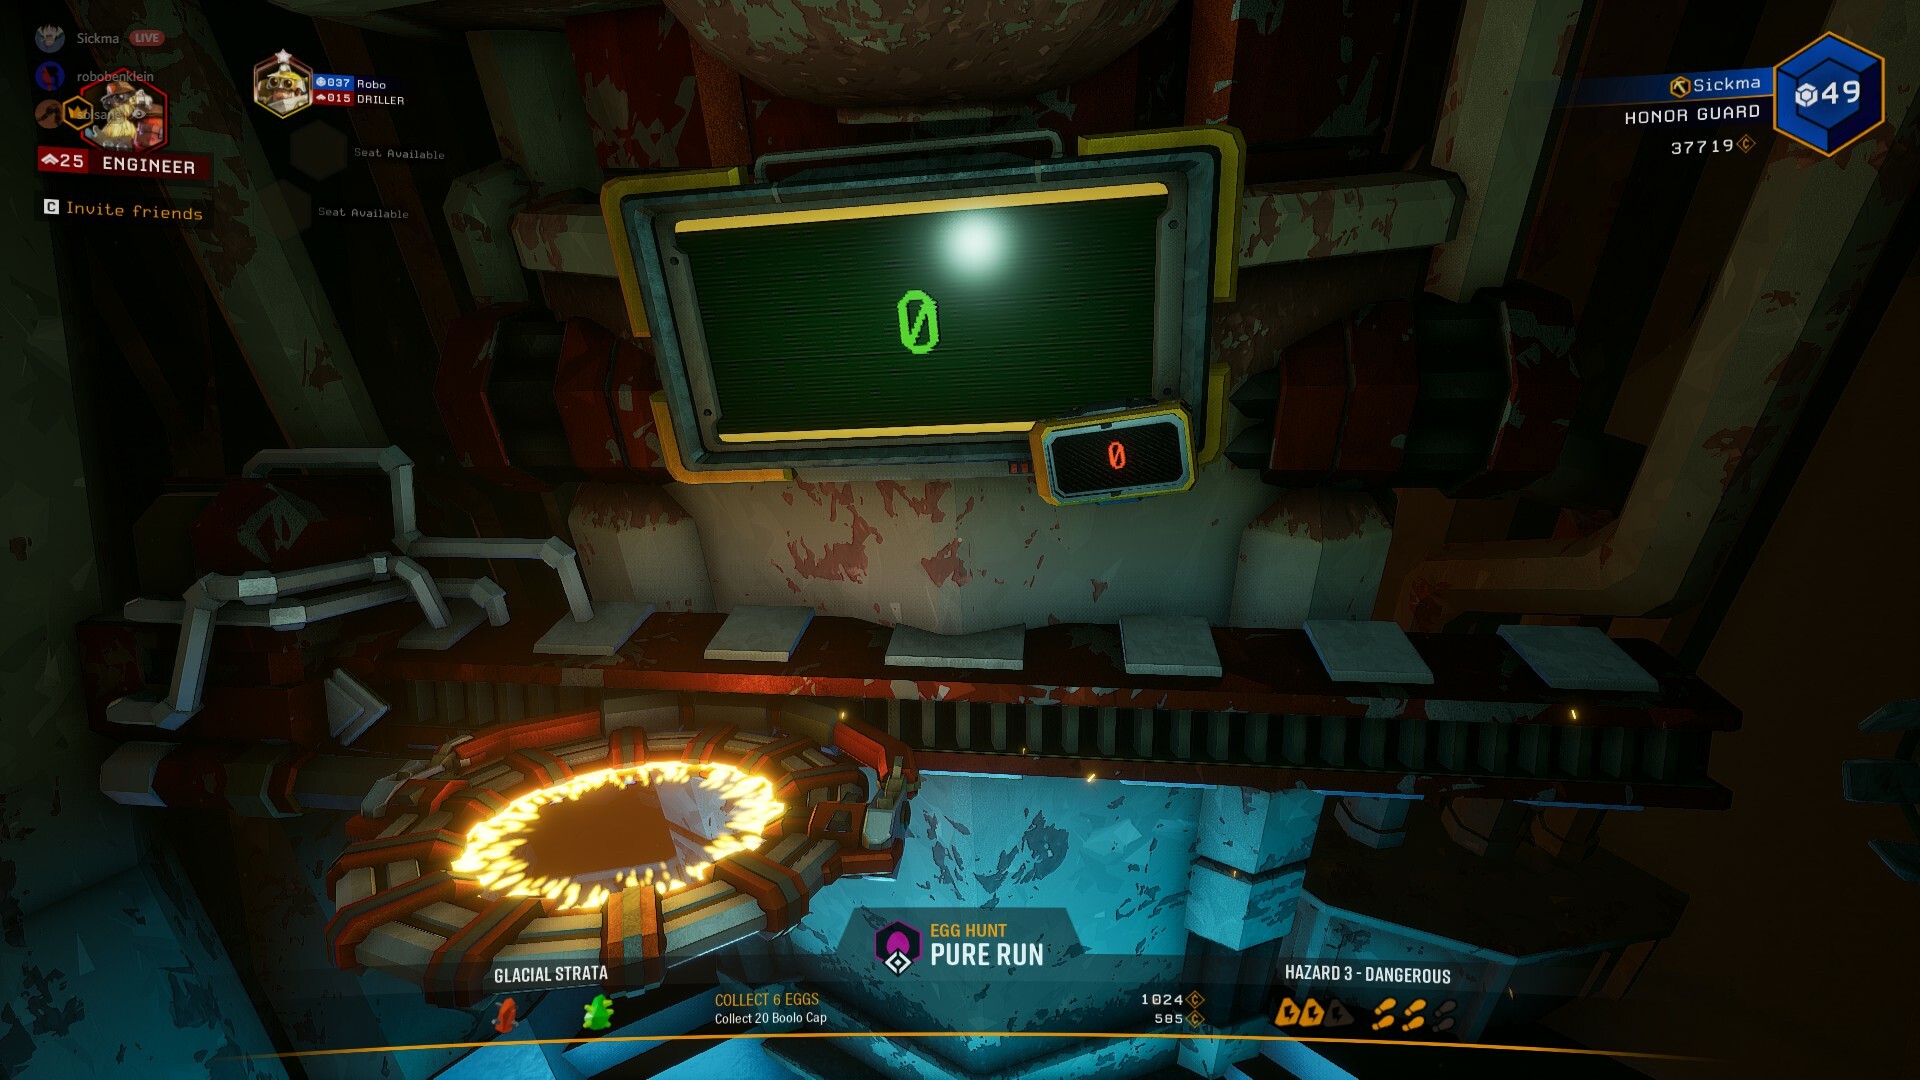 Sickma LIVE
robobenklein
solsane
25 ENGINEER
C Invite friends
037 Robo
015 DRILLER
Seat Available
Seat Available
Sickma
HONOR GUARD
37719
49
0
0
EGG HUNT
PURE RUN
GLACIAL STRATA
COLLECT 6 EGGS
Collect 20 Boolo Cap
1024
585
HAZARD 3 - DANGEROUS